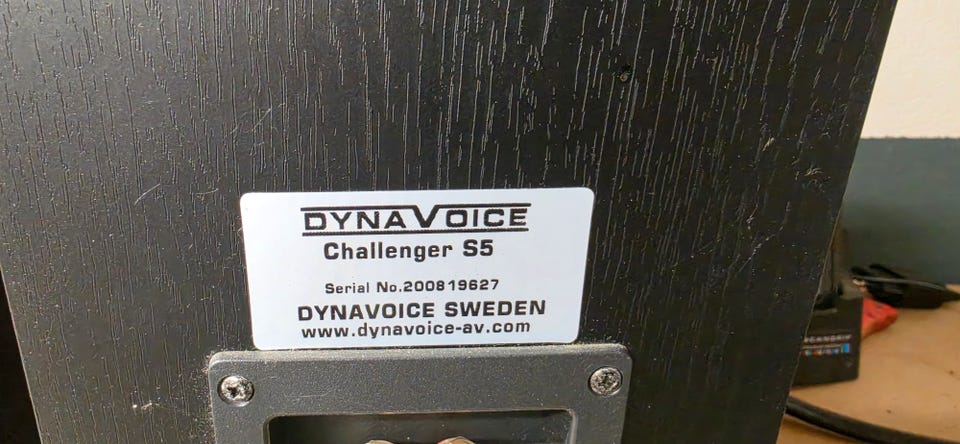 DYNAVOICE
Challenger S5
Serial No.200819627
DYNAVOICE SWEDEN
www.dynavoice-av.com